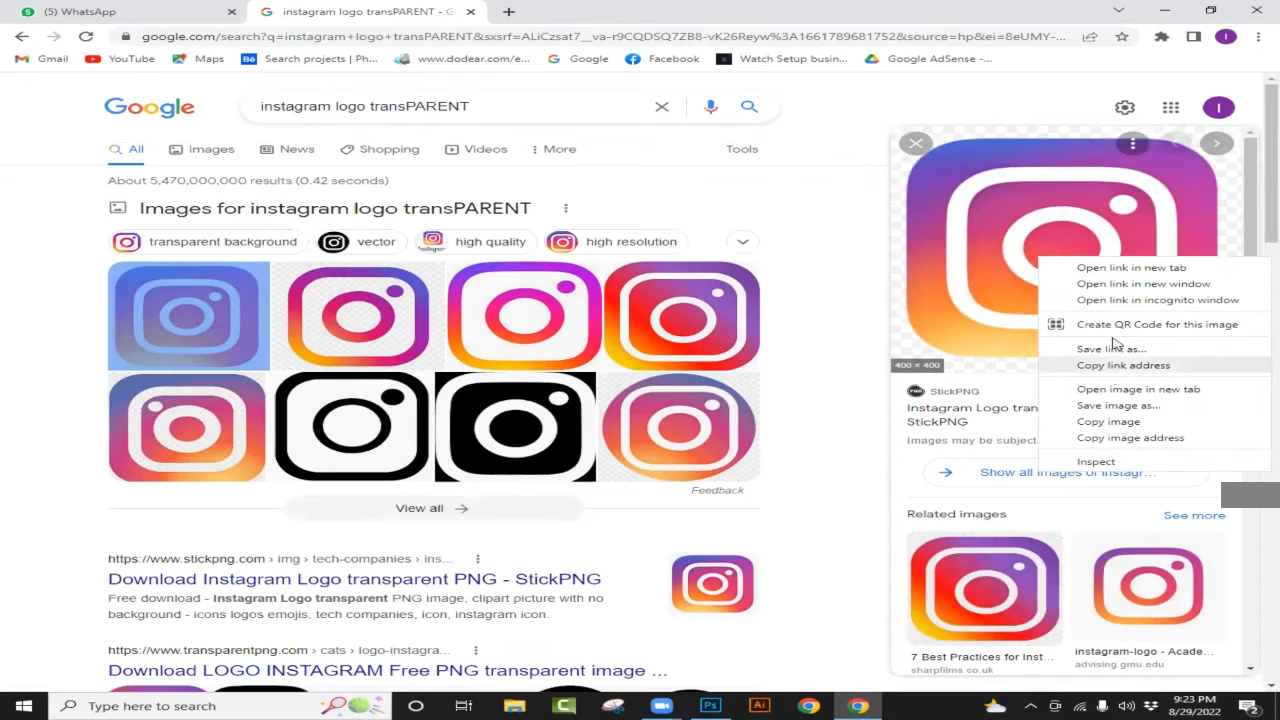 (5) WhatsApp
instagram logo transPARENT - G
google.com/search?q=instagram+logo+transPARENT&sxsrf=ALiCzsat7__va-r9CQDSQ7ZB8-vK26Reyw%3A1661789681752&source=hp&ei=8eUMY-...
Gmail
YouTube
Maps
Search projects | Ph...
www.dodear.com/e...
Google
Facebook
Watch Setup busin...
Google AdSense -...
Google
instagram logo transPARENT
All
Images
News
Shopping
Videos
More
Tools
About 5,470,000,000 results (0.42 seconds)
Images for instagram logo transPARENT
transparent background
vector
high quality
high resolution
Feedback
View all
https://www.stickpng.com › img › tech-companies › ins...
Download Instagram Logo transparent PNG - StickPNG
Free download - Instagram Logo transparent PNG image, clipart picture with no
background - icons logos emojis, tech companies, icon, instagram icon.
https://www.transparentpng.com › cats › logo-instagra...
Download LOGO INSTAGRAM Free PNG transparent image ...
400 × 400
StickPNG
Instagram Logo tran
StickPNG
Images may be subject
Show all images of instagr...
Related images
See more
7 Best Practices for Inst...
sharpfilms.co.uk
instagram-logo - Acade...
advising.gmu.edu
Open link in new tab
Open link in new window
Open link in incognito window
Create QR Code for this image
Save link as...
Copy link address
Open image in new tab
Save image as...
Copy image
Copy image address
Inspect
Type here to search
Ps
Ai
9:23 PM
8/29/2022
2